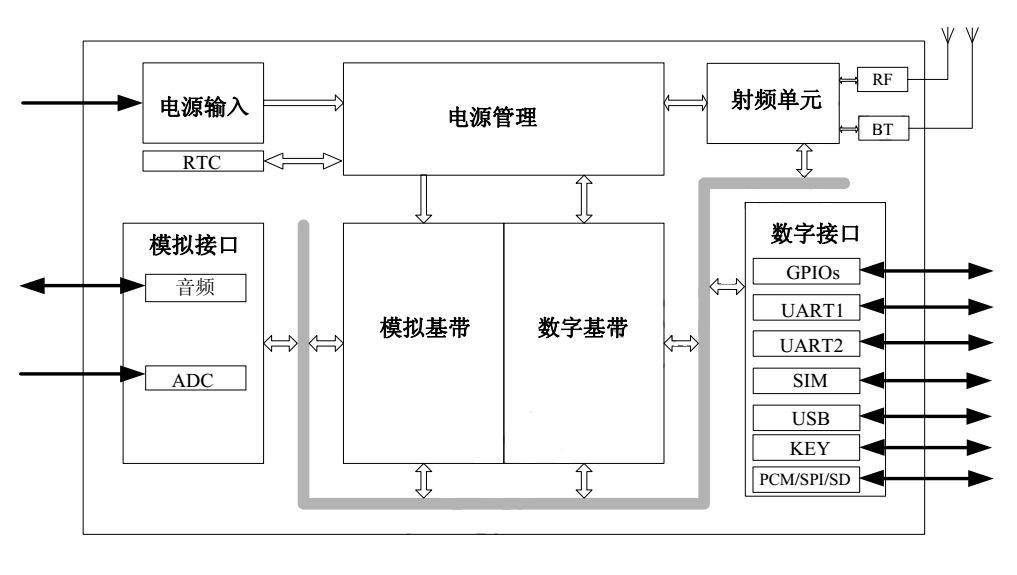 电源输入
电源管理
射频单元
RF
BT
RTC
模拟接口
音频
ADC
模拟基带
数字基带
数字接口
GPIOs
UART1
UART2
SIM
USB
KEY
PCM/SPI/SD